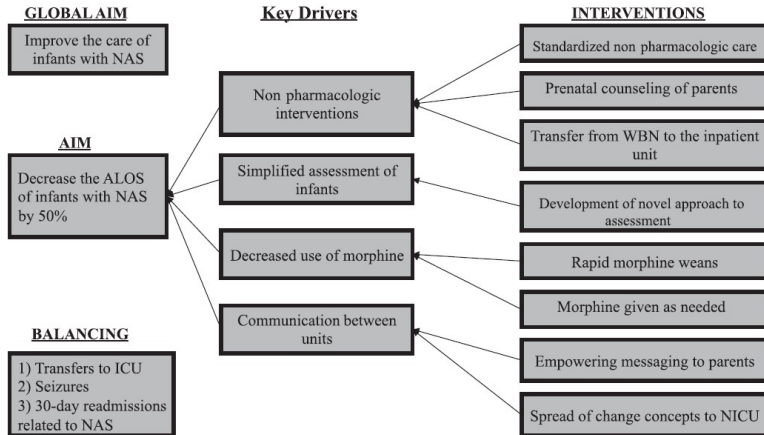 GLOBAL AIM
Improve the care of
infants with NAS
AIM
Decrease the ALOS
of infants with NAS
by 50%
BALANCING
1) Transfers to ICU
2) Seizures
3) 30-day readmissions
related to NAS
Key Drivers
Non pharmacologic
interventions
Simplified assessment of
infants
Decreased use of morphine
Communication between
units
INTERVENTIONS
Standardized non pharmacologic care
Prenatal counseling of parents
Transfer from WBN to the inpatient
unit
Development of novel approach to
assessment
Rapid morphine weans
Morphine given as needed
Empowering messaging to parents
Spread of change concepts to NICU